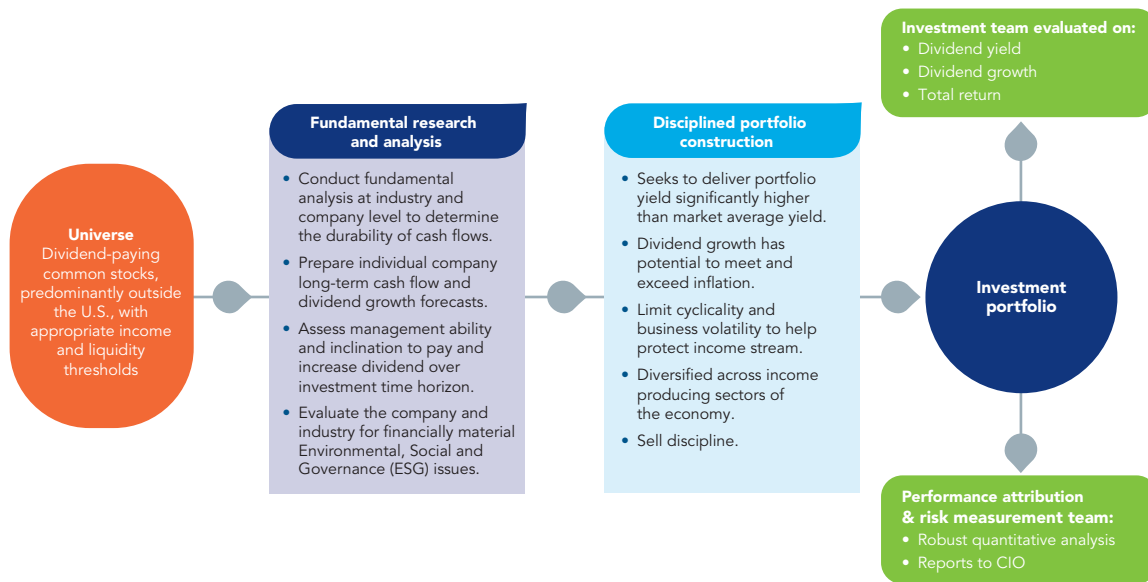 Universe
Dividend-paying
common stocks,
predominantly outside
the U.S., with
appropriate income
and liquidity
thresholds
Fundamental research
and analysis
• Conduct fundamental
analysis at industry and
company level to determine
the durability of cash flows.
• Prepare individual company
long-term cash flow and
dividend growth forecasts.
• Assess management ability
and inclination to pay and
increase dividend over
investment time horizon.
• Evaluate the company and
industry for financially material
Environmental, Social and
Governance (ESG) issues.
Disciplined portfolio
construction
• Seeks to deliver portfolio
yield significantly higher
than market average yield.
• Dividend growth has
potential to meet and
exceed inflation.
• Limit cyclicality and
business volatility to help
protect income stream.
• Diversified across income
producing sectors of
the economy.
• Sell discipline.
Investment team evaluated on:
• Dividend yield
• Dividend growth
• Total return
Investment
portfolio
Performance attribution
& risk measurement team:
• Robust quantitative analysis
• Reports to CIO